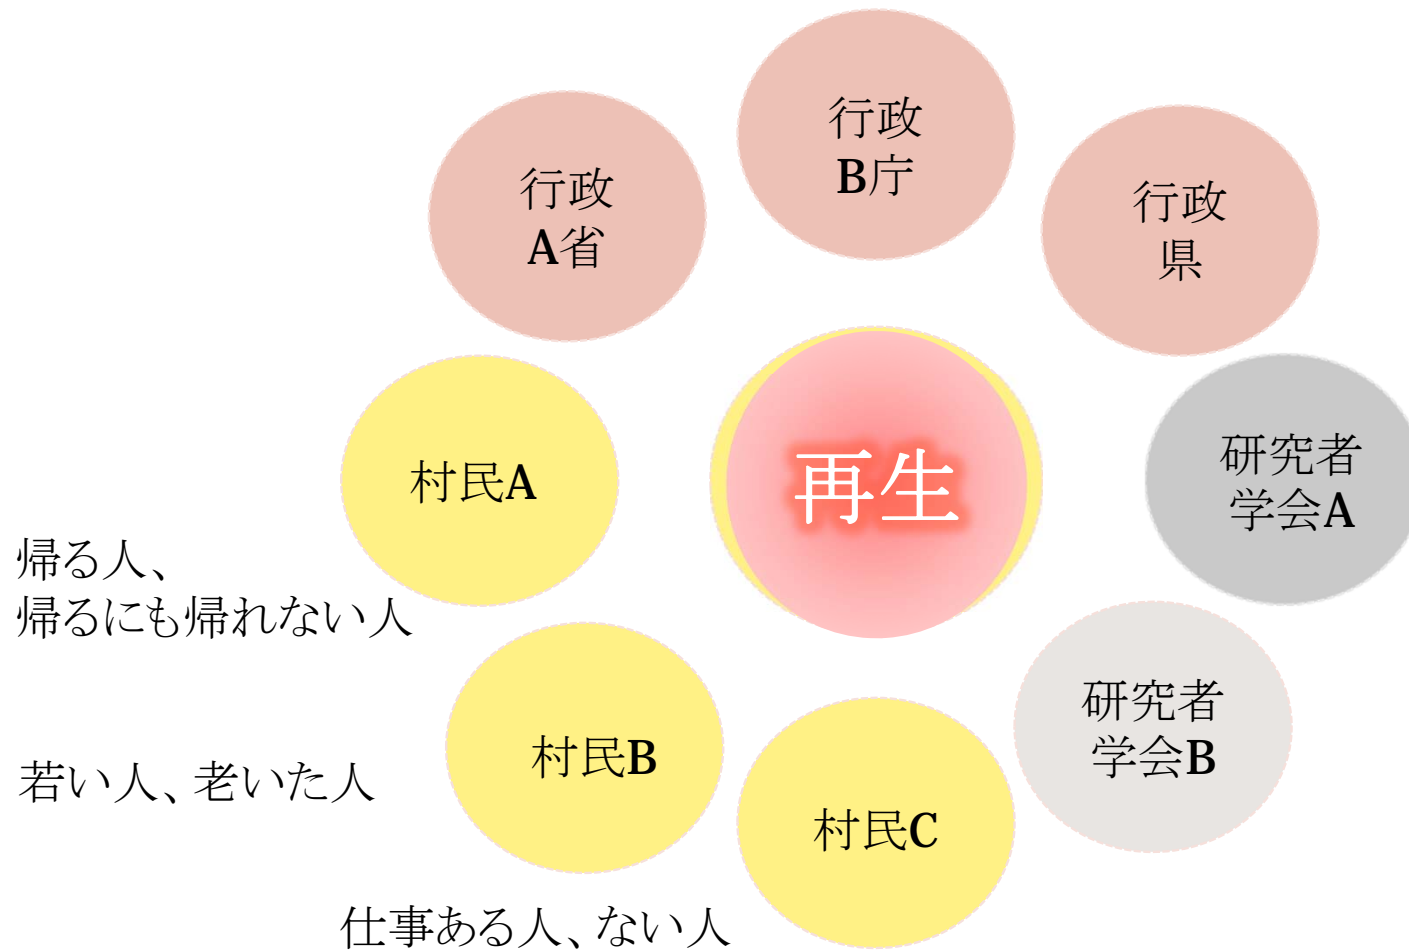 行政
B庁
行政
A省
行政
県
村民A
再生
研究者
学会A
帰る人、
帰るにも帰れない人
村民B
研究者
学会B
若い人、老いた人
村民C
仕事ある人、ない人